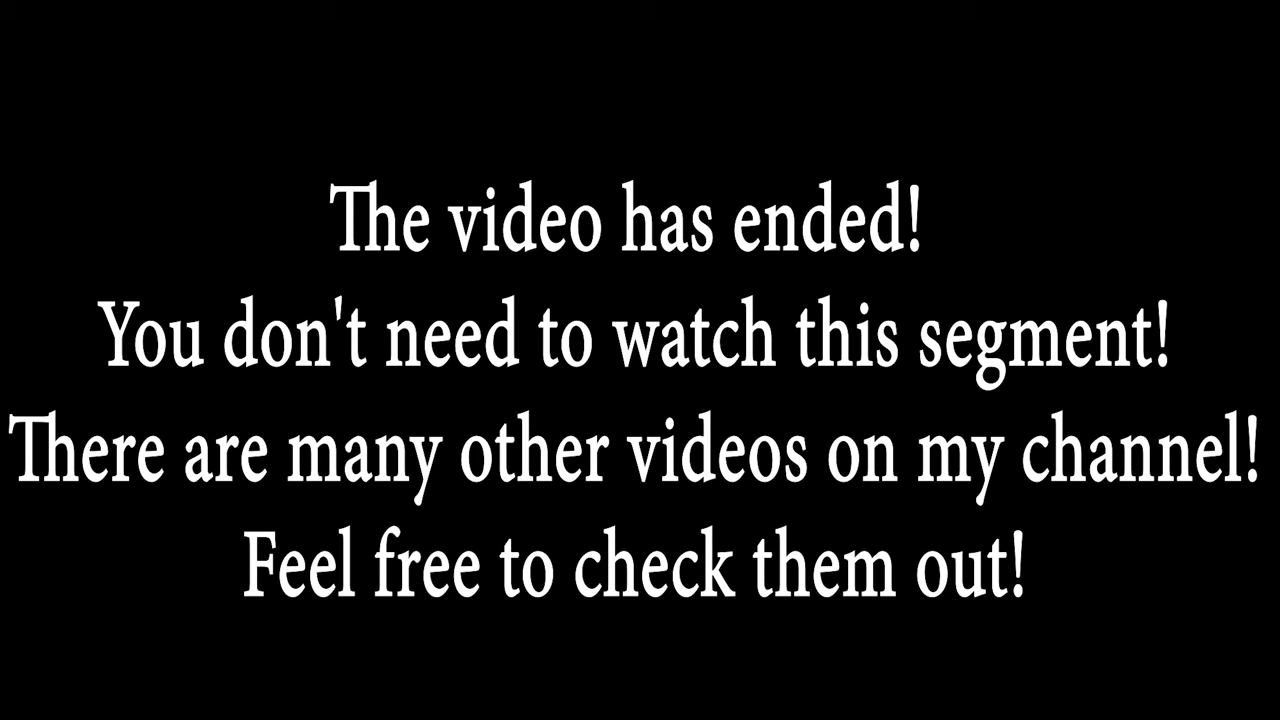 The video has ended!
You don't need to watch this segment!
There are many other videos on my channel!
Feel free to check them out!